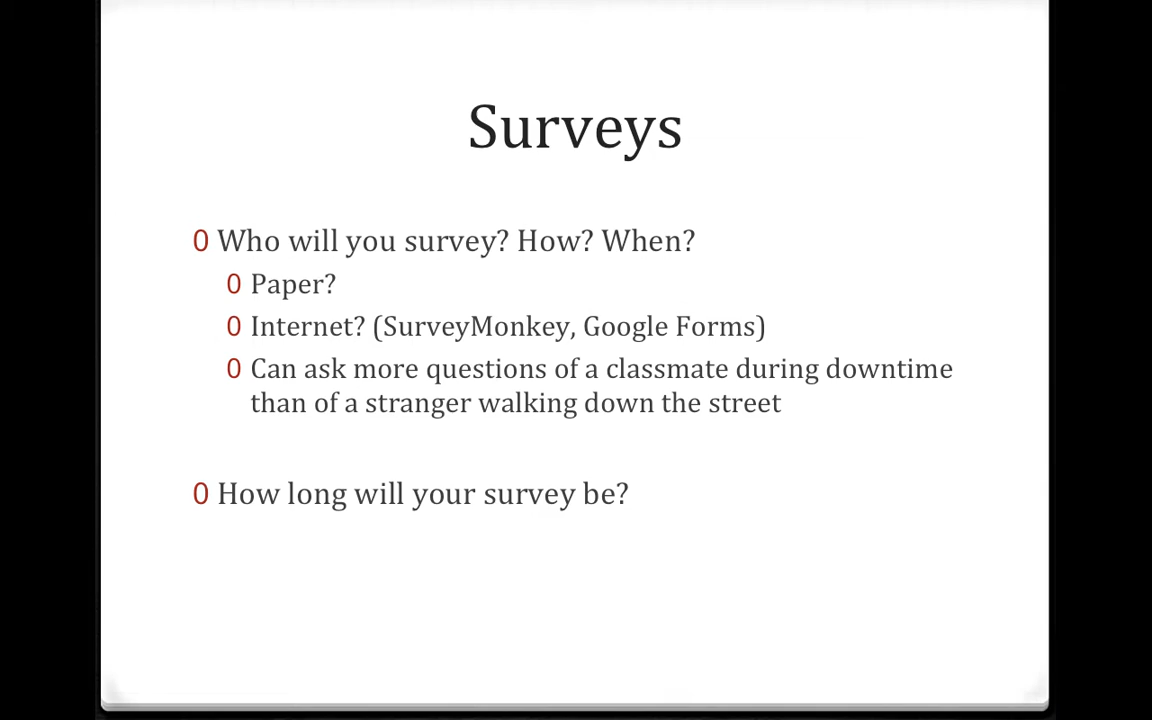 Surveys
0 Who will you survey? How? When?
0 Paper?
0 Internet? (SurveyMonkey, Google Forms)
0 Can ask more questions of a classmate during downtime
than of a stranger walking down the street
0 How long will your survey be?